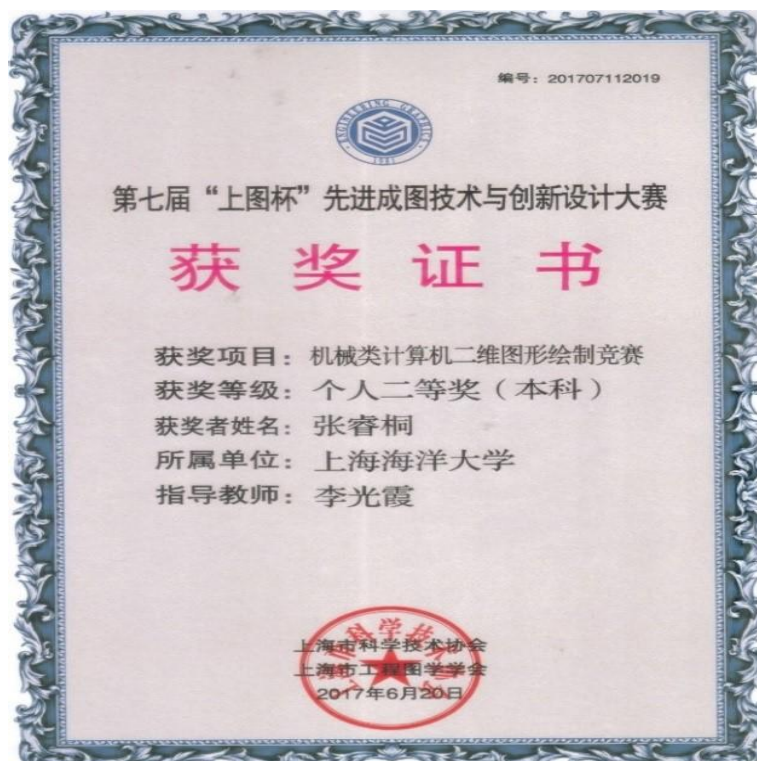 编号：201707112019
ENGINEERING GRAPHICS
1981
第七届“上图杯”先进成图技术与创新设计大赛
获奖证书
获奖项目：机械类计算机二维图形绘制竞赛
获奖等级：个人二等奖（本科）
获奖者姓名：张睿桐
所属单位：上海海洋大学
指导教师：李光霞
上海市科学技术协会
上海市工程图学学会
2017年6月20日